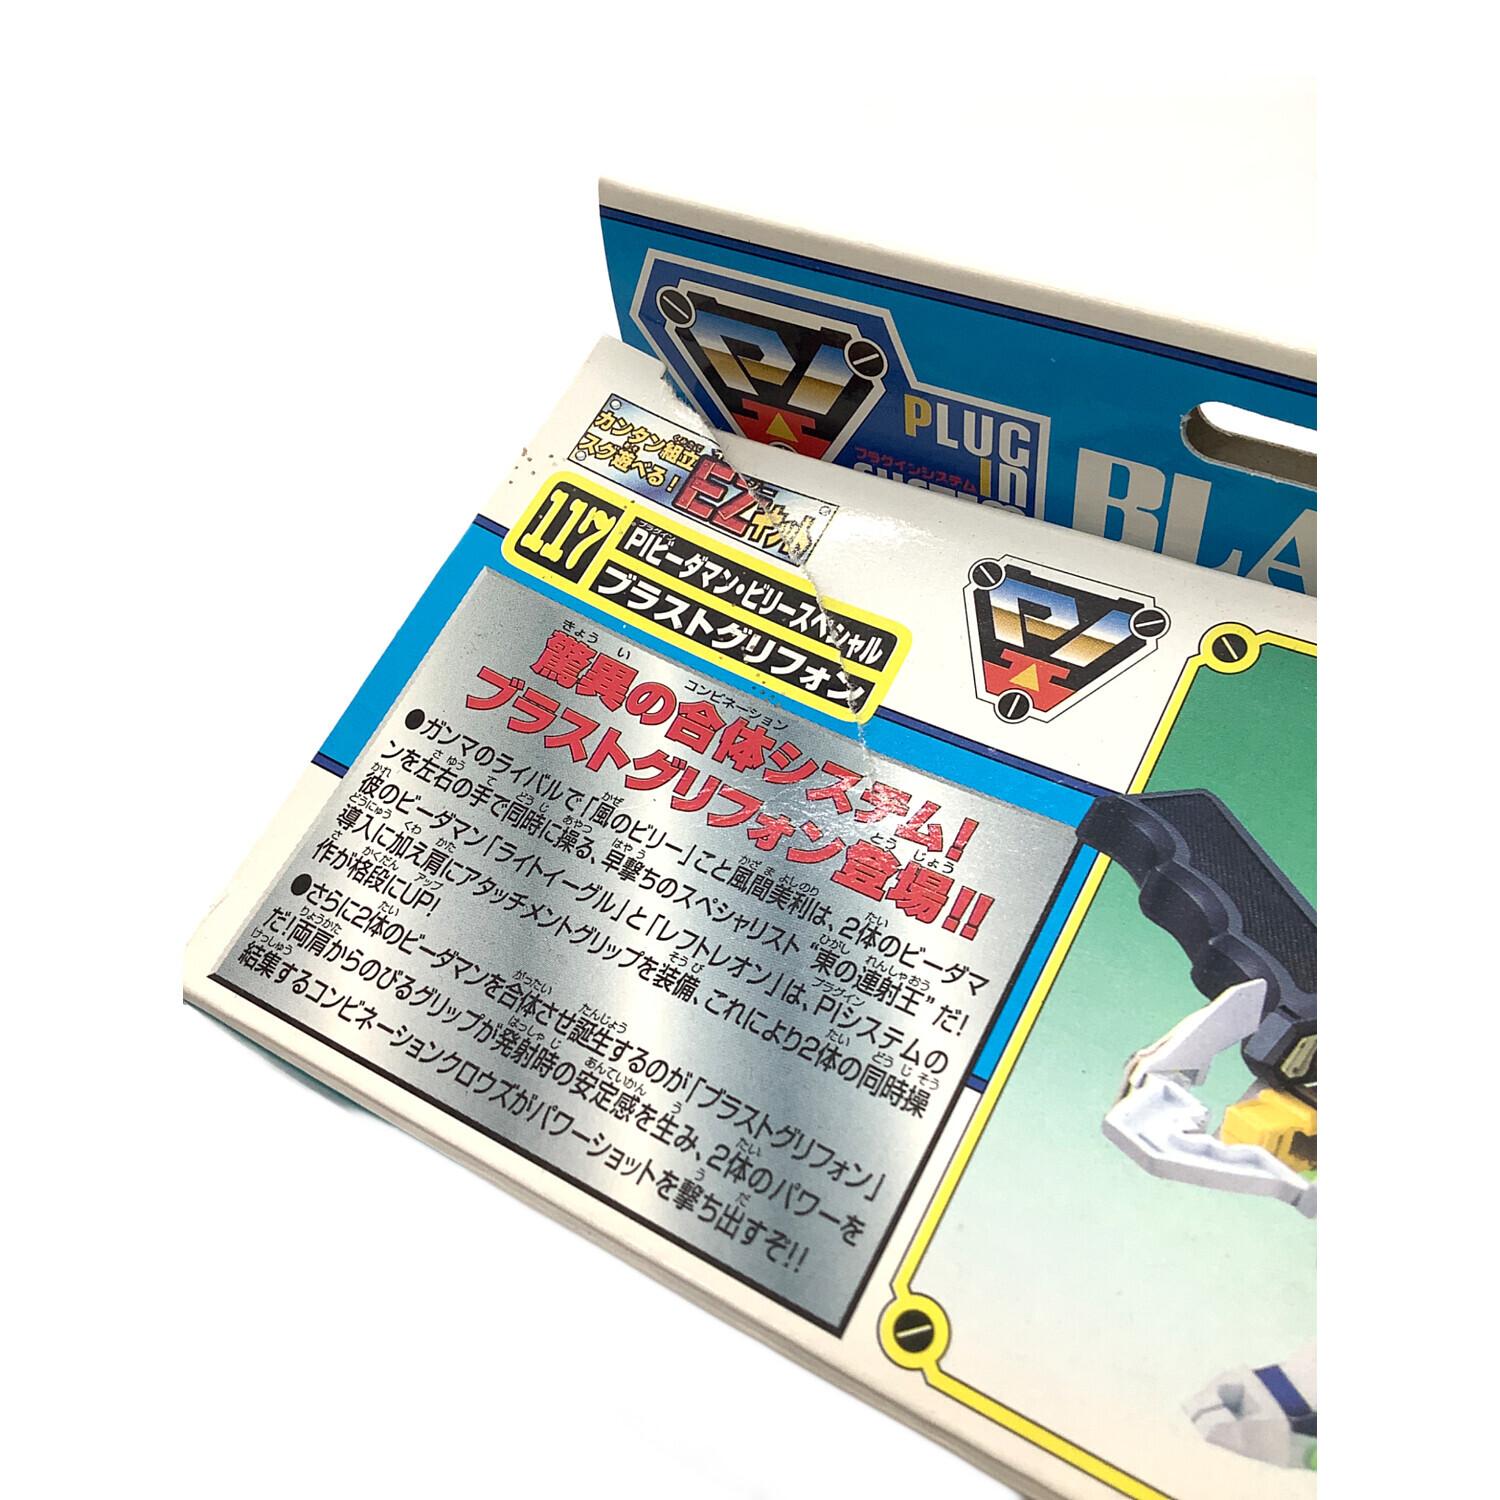 PI
PLUG
In
プラグインシステム
SYSTEM
BLA
カンタン組立
スグ遊べる!
EZキット
117
PIビーダマン・ビリースペシャル
ブラストグリフォン
PI
驚異の合体システム!
ブラストグリフォン登場!!
●ガンマのライバルで「風のビリー」こと風間美利は、2体のビーダマ
ンを左右の手で同時に操る、早撃ちのスペシャリスト“東の連射王”だ!
彼のビーダマン「ライトイーグル」と「レフトレオン」は、PIシステムの
導入に加え肩にアタッチメントグリップを装備、これにより2体の同時操
作が格段にUP!
●さらに2体のビーダマンを合体させ誕生するのが「ブラストグリフォン」
だ!両肩からのびるグリップが発射時の安定感を生み、2体のパワーを
結集するコンビネーションクロウズがパワーショットを撃ち出すぞ!!